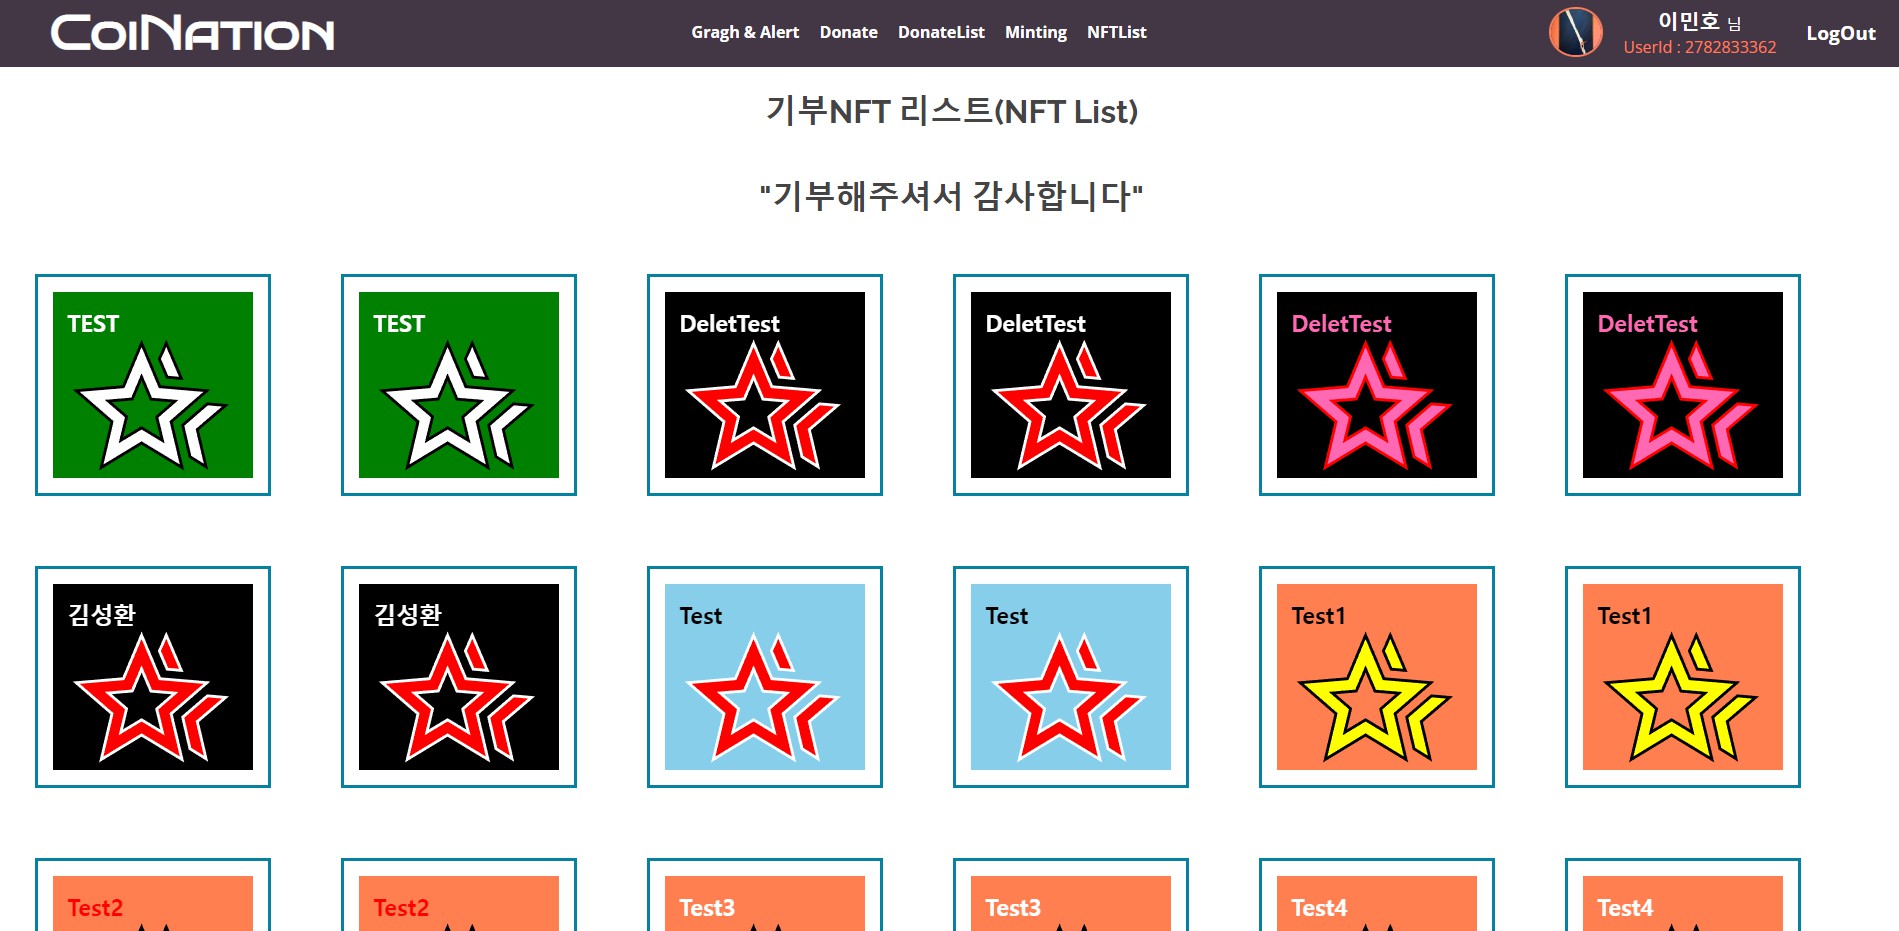 CoiNation
Gragh & Alert Donate DonateList Minting NFTList
이민호 님
UserId : 2782833362
LogOut
기부NFT 리스트(NFT List)
"기부해주셔서 감사합니다"
TEST
TEST
DeletTest
DeletTest
DeletTest
DeletTest
김성환
김성환
Test
Test
Test1
Test1
Test2
Test2
Test3
Test3
Test4
Test4